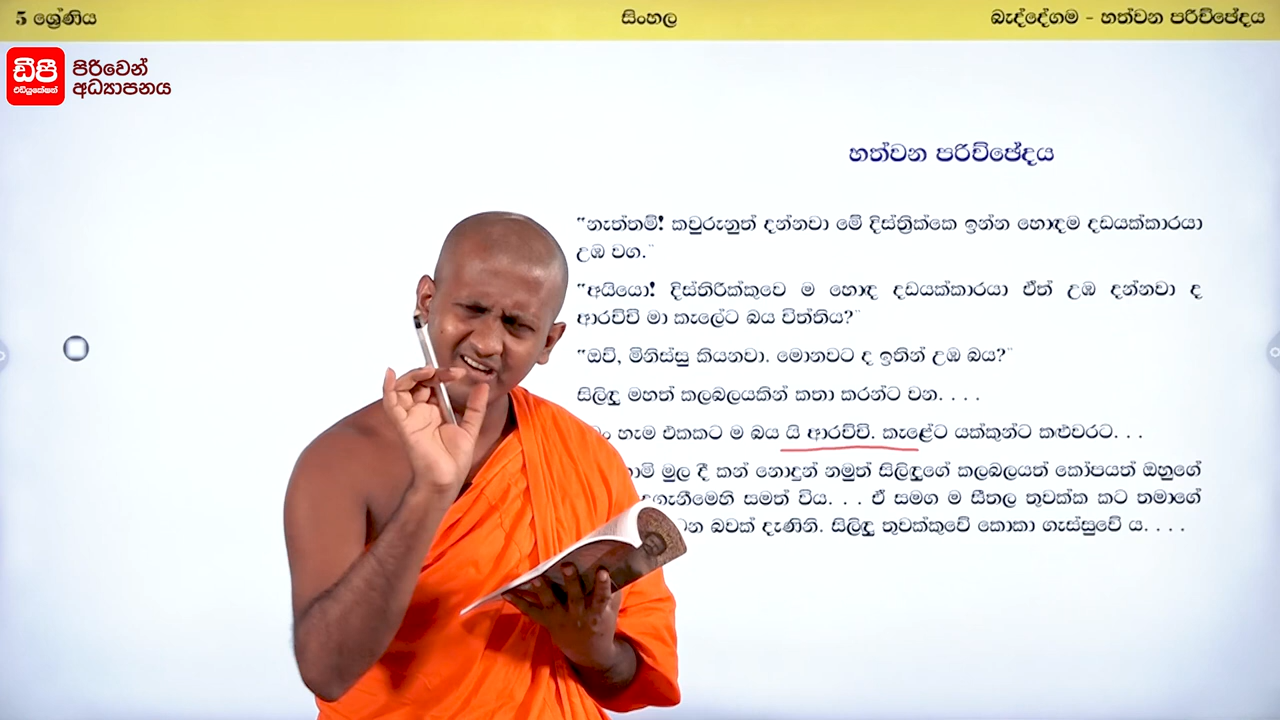 5 ශ්‍රේණිය
සිංහල
බැද්දේගම - හත්වන පරිච්ඡේදය
ඩීපී
එඩියුකේෂන්
පිරිවෙන්
අධ්‍යාපනය
හත්වන පරිච්ඡේදය
"නැත්තම්! කවුරුනුත් දන්නවා මේ දිස්ත්‍රික්කෙ ඉන්න හොඳම දඩයක්කාරයා
උඹ වග."
"අයියෝ! දිස්තිරික්කුවෙ ම හොඳ දඩයක්කාරයා ඒත් උඹ දන්නවා ද
ආරච්චි මා කැලේට බය විත්තිය?"
"ඔව්, මිනිස්සු කියනවා. මොනවට ද ඉතින් උඹ බය?"
සිලිඳු මහත් කලබලයකින් කතා කරන්ට වන. . . .
හැම එකකට ම බය යි ආරච්චි. කැළේට යක්කුන්ට කළුවරට. . .
මුල දී කන් නොදුන් නමුත් සිලිඳුගේ කලබලයත් කෝපයත් ඔහුගේ
සමත් විය. . . ඒ සමග ම සීතල තුවක්කු කට තමාගේ
බවක් දැණිනි. සිලිඳු තුවක්කුවේ කොකා ගැස්සුවේ ය. . . .